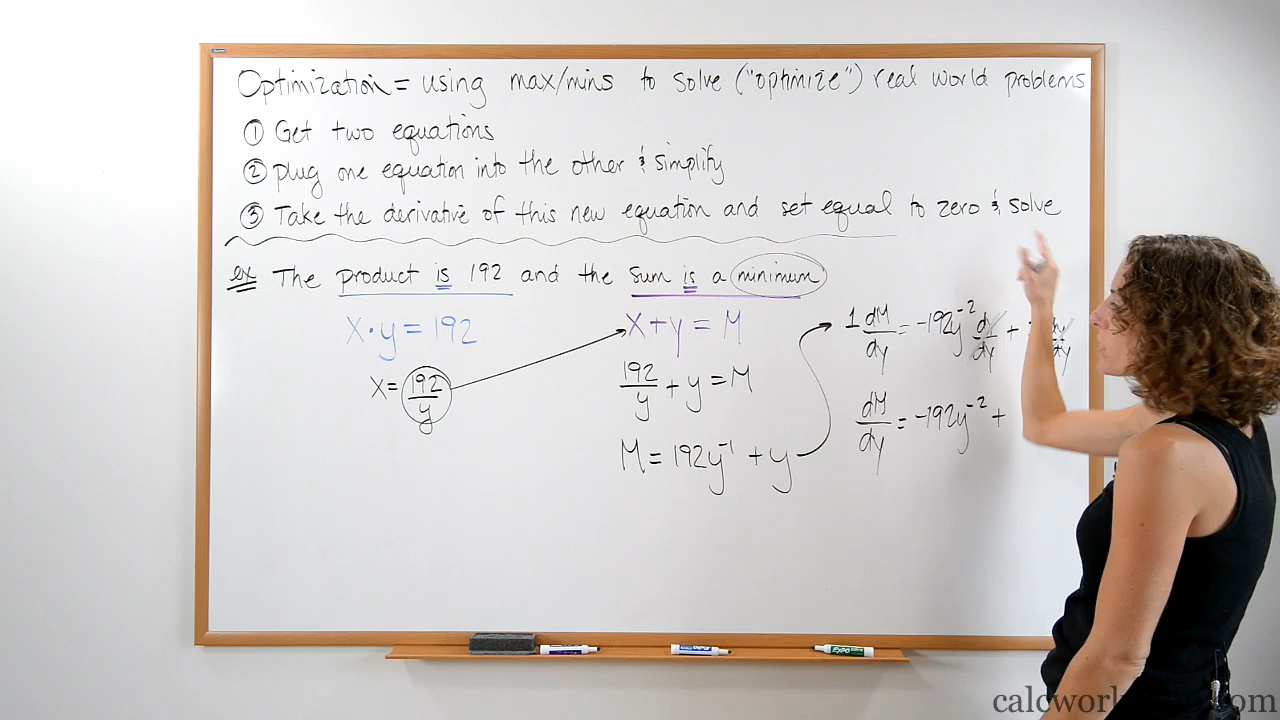 Optimization = using max/mins to solve ("optimize") real world problems
① Get two equations
② Plug one equation into the other & simplify
③ Take the derivative of this new equation and set equal to zero & solve
ex The product is 192 and the sum is a minimum
x·y = 192
x = 192/y
x + y = M
192/y + y = M
M = 192y⁻¹ + y
1 dM/dy = -192y⁻² dy/dy + dy/dy
dM/dy = -192y⁻² +
EXPO